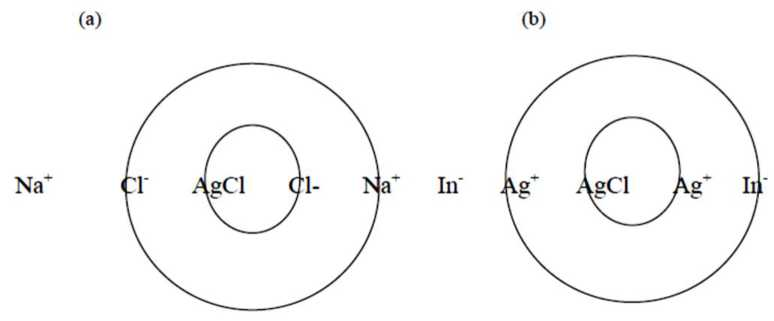 (a) (b)
Na⁺ Cl⁻ AgCl Cl- Na⁺ In⁻ Ag⁺ AgCl Ag⁺ In⁻